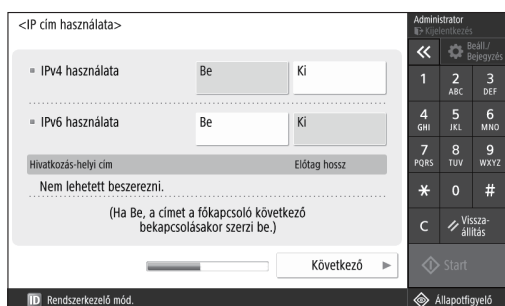 <IP cím használata>
IPv4 használata
Be
Ki
IPv6 használata
Be
Ki
Hivatkozás-helyi cím
Előtag hossz
Nem lehetett beszerezni.
(Ha Be, a címet a főkapcsoló következő
bekapcsolásakor szerzi be.)
Következő
ID Rendszerkezelő mód.
Administrator
Kijelentkezés
Beáll./
Bejegyzés
1
2
ABC
3
DEF
4
GHI
5
JKL
6
MNO
7
PQRS
8
TUV
9
WXYZ
*
0
#
C
Vissza-
állítás
Start
Állapotfigyelő